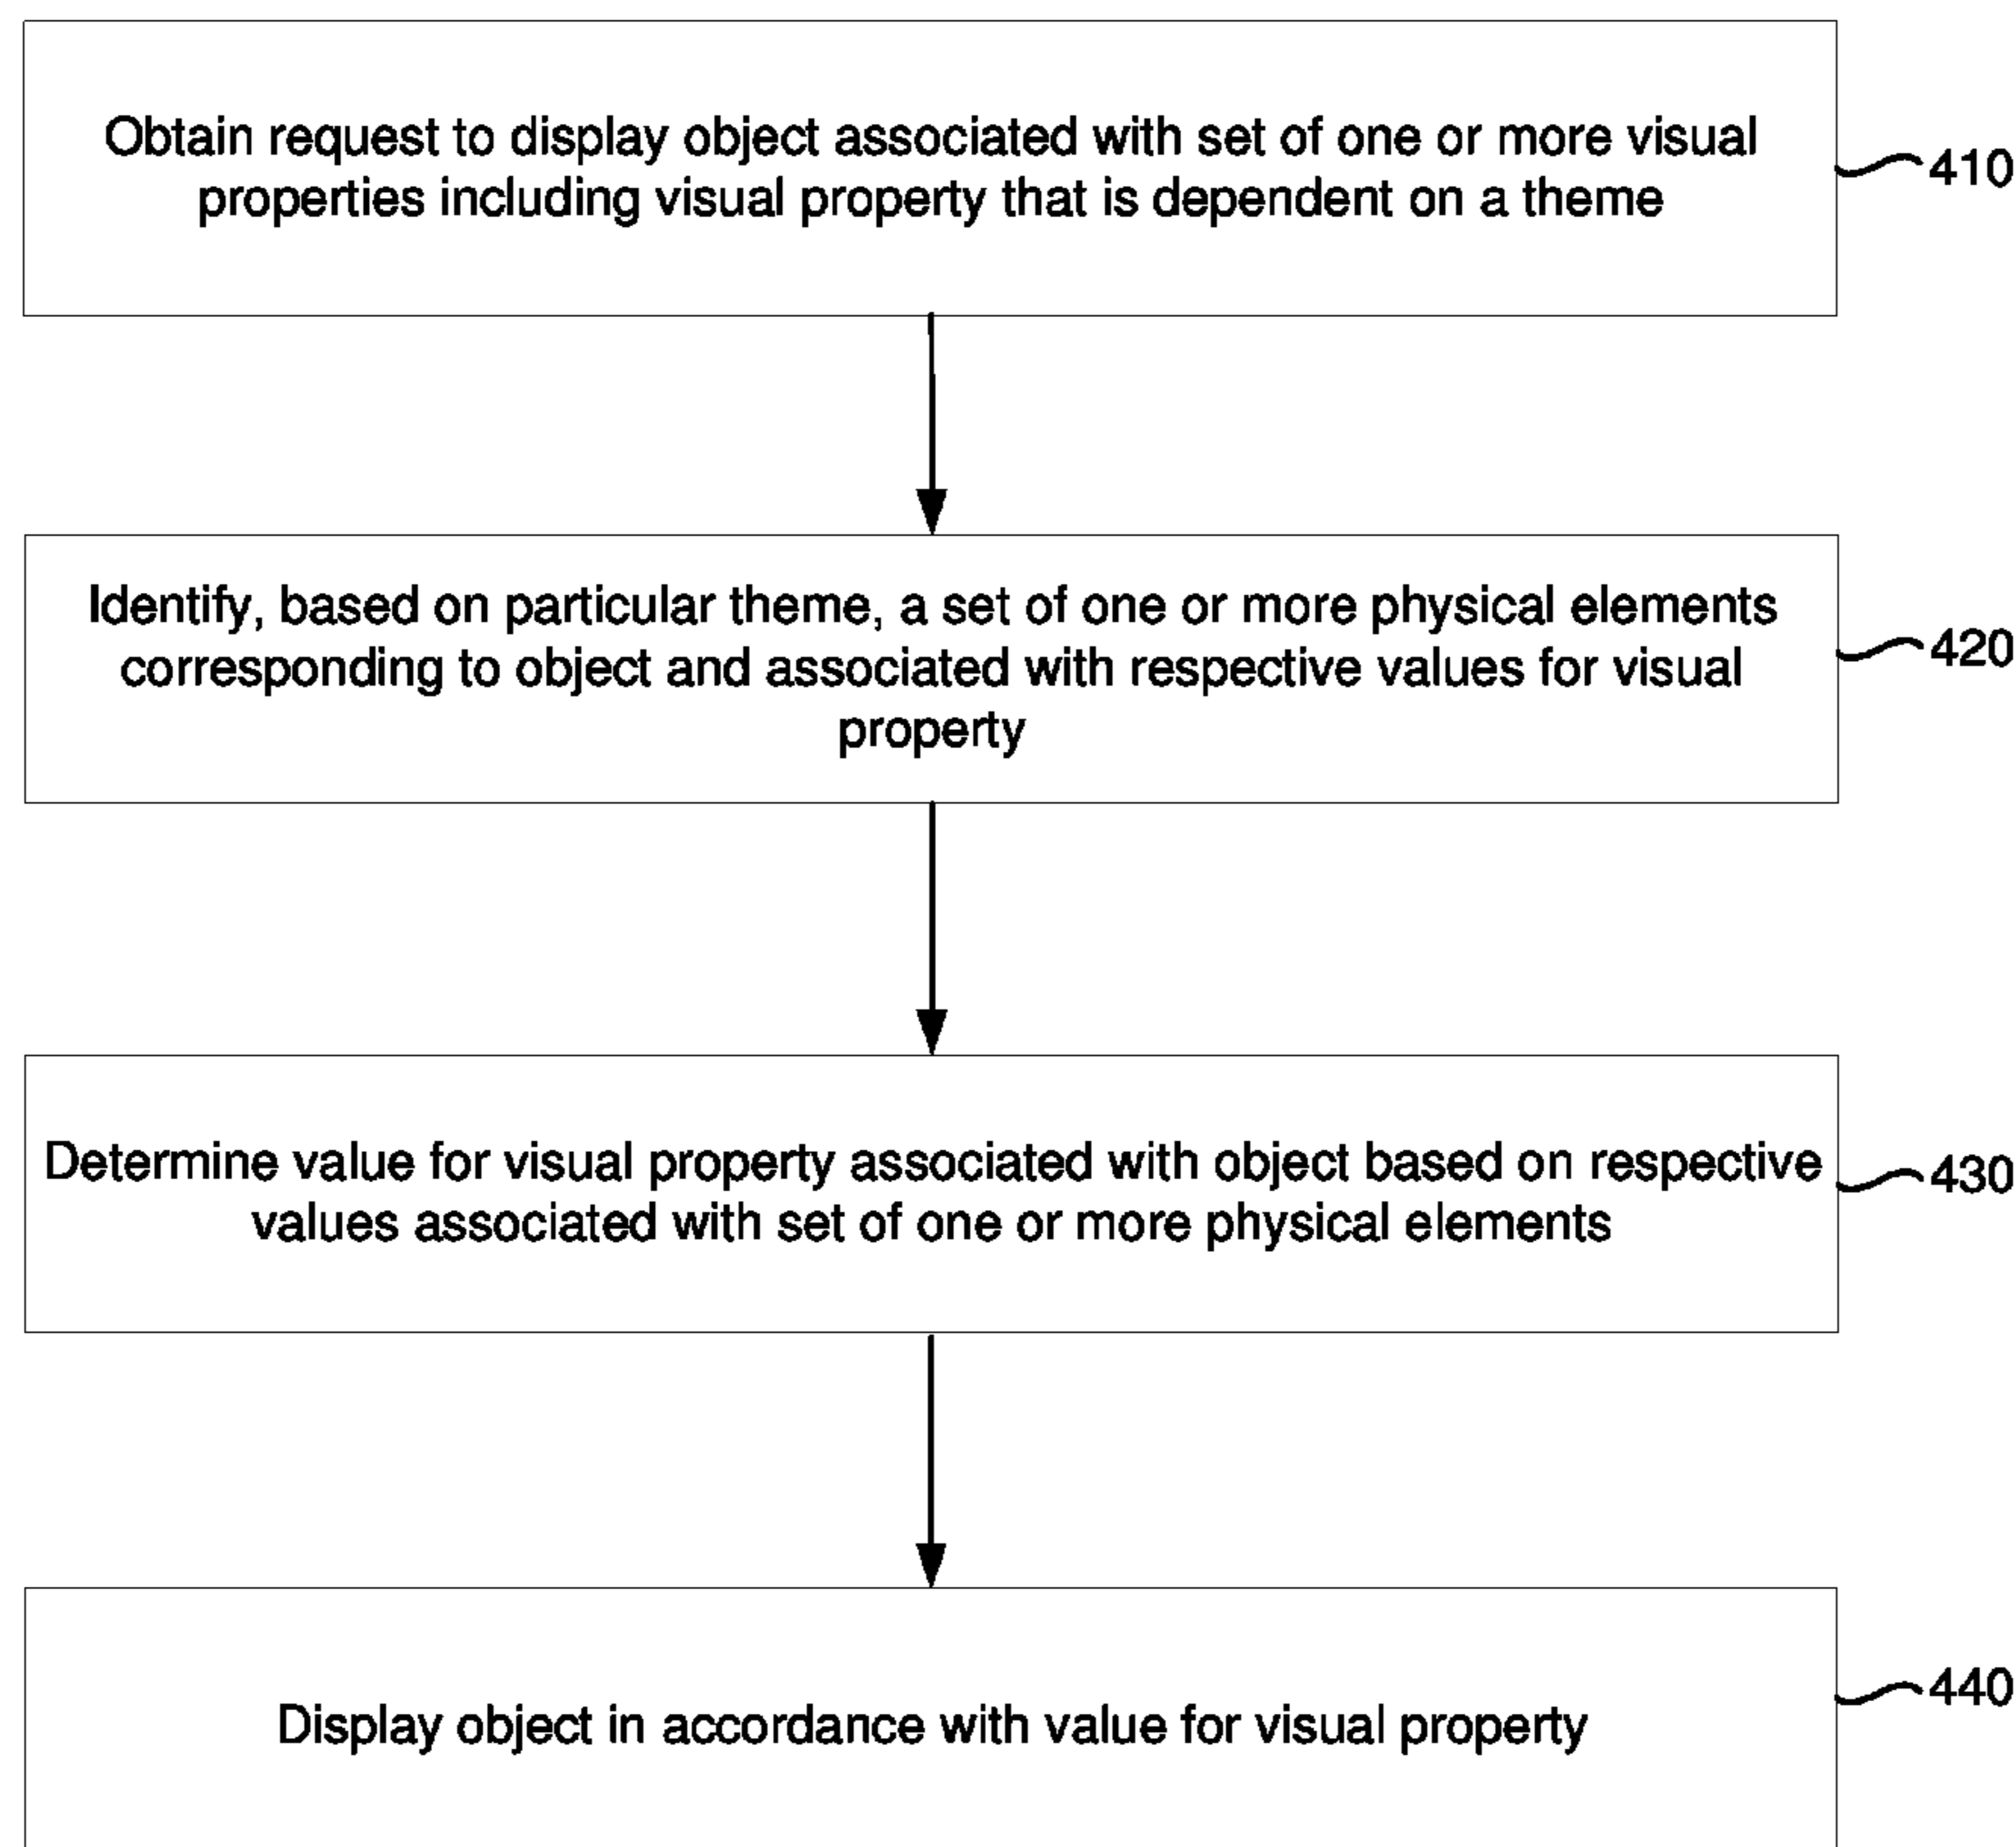 Obtain request to display object associated with set of one or more visual
properties including visual property that is dependent on a theme
410
Identify, based on particular theme, a set of one or more physical elements
corresponding to object and associated with respective values for visual
property
420
Determine value for visual property associated with object based on respective
values associated with set of one or more physical elements
430
Display object in accordance with value for visual property
440